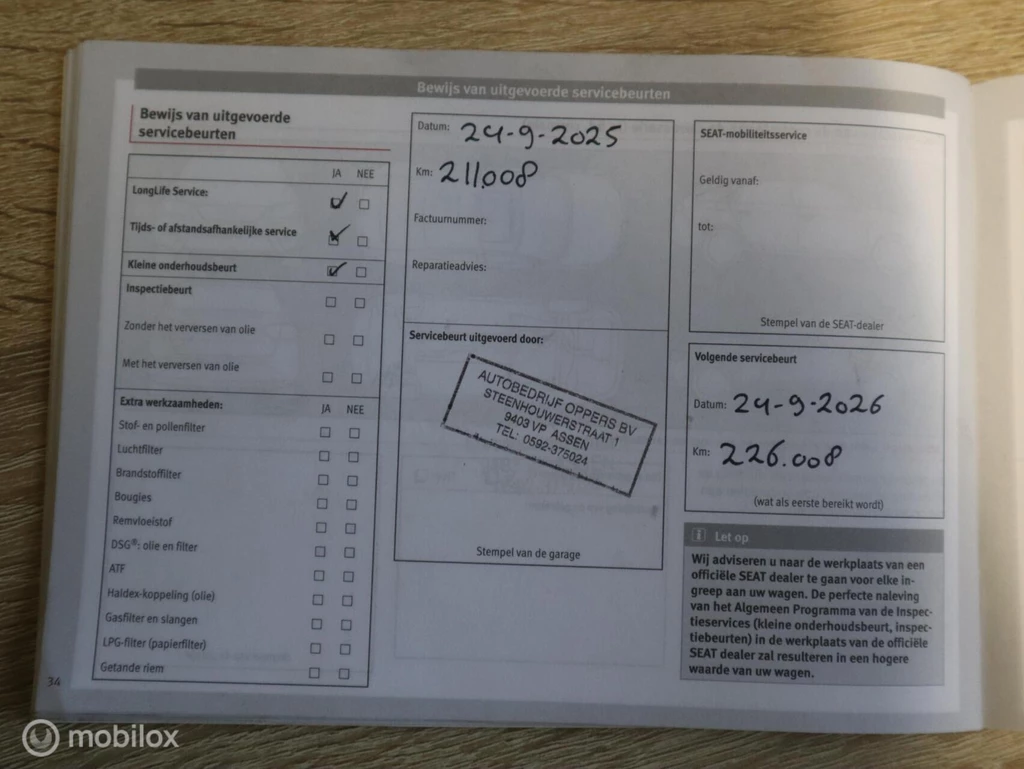 Bewijs van uitgevoerde servicebeurten
Bewijs van uitgevoerde
servicebeurten
JA NEE
LongLife Service:
Tijds- of afstandsafhankelijke service
Kleine onderhoudsbeurt
Inspectiebeurt
Zonder het verversen van olie
Met het verversen van olie
Extra werkzaamheden: JA NEE
Stof- en pollenfilter
Luchtfilter
Brandstoffilter
Bougies
Remvloeistof
DSG®: olie en filter
ATF
Haldex-koppeling (olie)
Gasfilter en slangen
LPG-filter (papierfilter)
Getande riem
34
Datum: 24-9-2025
Km: 211.008
Factuurnummer:
Reparatieadvies:
Servicebeurt uitgevoerd door:
AUTOBEDRIJF OPPERS BV
STEENHOUWERSTRAAT 1
9403 VP ASSEN
TEL: 0592-375024
Stempel van de garage
SEAT-mobiliteitsservice
Geldig vanaf:
tot:
Stempel van de SEAT-dealer
Volgende servicebeurt
Datum: 24-9-2026
Km: 226.008
(wat als eerste bereikt wordt)
i Let op
Wij adviseren u naar de werkplaats van een
officiële SEAT dealer te gaan voor elke in-
greep aan uw wagen. De perfecte naleving
van het Algemeen Programma van de Inspec-
tieservices (kleine onderhoudsbeurt, inspec-
tiebeurten) in de werkplaats van de officiële
SEAT dealer zal resulteren in een hogere
waarde van uw wagen.
mobilox